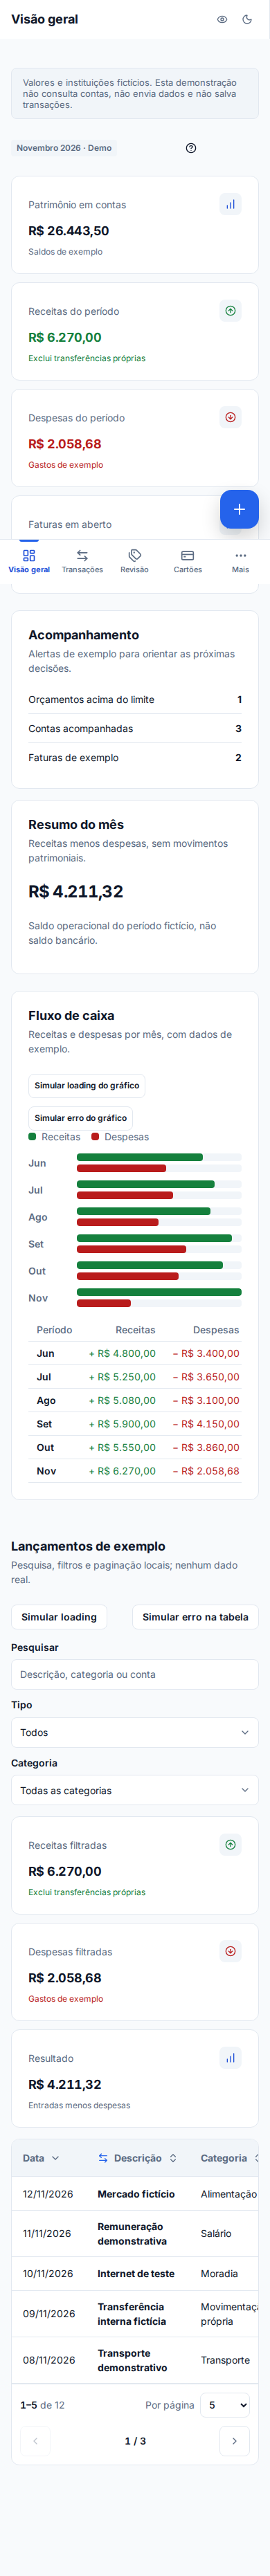 Visão geral
Valores e instituições fictícios. Esta demonstração
não consulta contas, não envia dados e não salva
transações.
Novembro 2026 · Demo
Patrimônio em contas
R$ 26.443,50
Saldos de exemplo
Receitas do período
R$ 6.270,00
Exclui transferências próprias
Despesas do período
R$ 2.058,68
Gastos de exemplo
Faturas em aberto
Visão geral
Transações
Revisão
Cartões
Mais
Acompanhamento
Alertas de exemplo para orientar as próximas
decisões.
Orçamentos acima do limite 1
Contas acompanhadas 3
Faturas de exemplo 2
Resumo do mês
Receitas menos despesas, sem movimentos
patrimoniais.
R$ 4.211,32
Saldo operacional do período fictício, não
saldo bancário.
Fluxo de caixa
Receitas e despesas por mês, com dados de
exemplo.
Simular loading do gráfico
Simular erro do gráfico
Receitas Despesas
Jun
Jul
Ago
Set
Out
Nov
Período Receitas Despesas
Jun + R$ 4.800,00 − R$ 3.400,00
Jul + R$ 5.250,00 − R$ 3.650,00
Ago + R$ 5.080,00 − R$ 3.100,00
Set + R$ 5.900,00 − R$ 4.150,00
Out + R$ 5.550,00 − R$ 3.860,00
Nov + R$ 6.270,00 − R$ 2.058,68
Lançamentos de exemplo
Pesquisa, filtros e paginação locais; nenhum dado
real.
Simular loading Simular erro na tabela
Pesquisar
Descrição, categoria ou conta
Tipo
Todos
Categoria
Todas as categorias
Receitas filtradas
R$ 6.270,00
Exclui transferências próprias
Despesas filtradas
R$ 2.058,68
Gastos de exemplo
Resultado
R$ 4.211,32
Entradas menos despesas
Data Descrição Categoria
12/11/2026 Mercado fictício Alimentação
11/11/2026 Remuneração
demonstrativa Salário
10/11/2026 Internet de teste Moradia
09/11/2026 Transferência
interna fictícia Movimentaçã
própria
08/11/2026 Transporte
demonstrativo Transporte
1–5 de 12 Por página 5
1 / 3